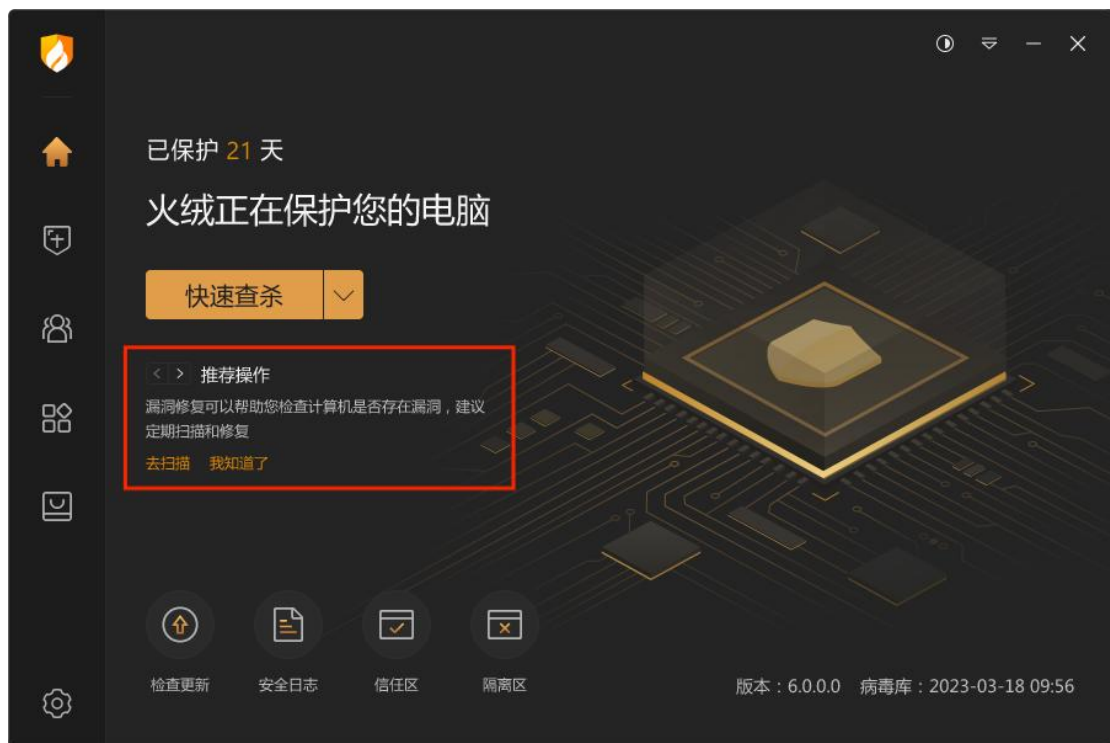 已保护 21 天
火绒正在保护您的电脑
快速查杀
推荐操作
漏洞修复可以帮助您检查计算机是否存在漏洞，建议
定期扫描和修复
去扫描 我知道了
检查更新 安全日志 信任区 隔离区
版本：6.0.0.0 病毒库：2023-03-18 09:56